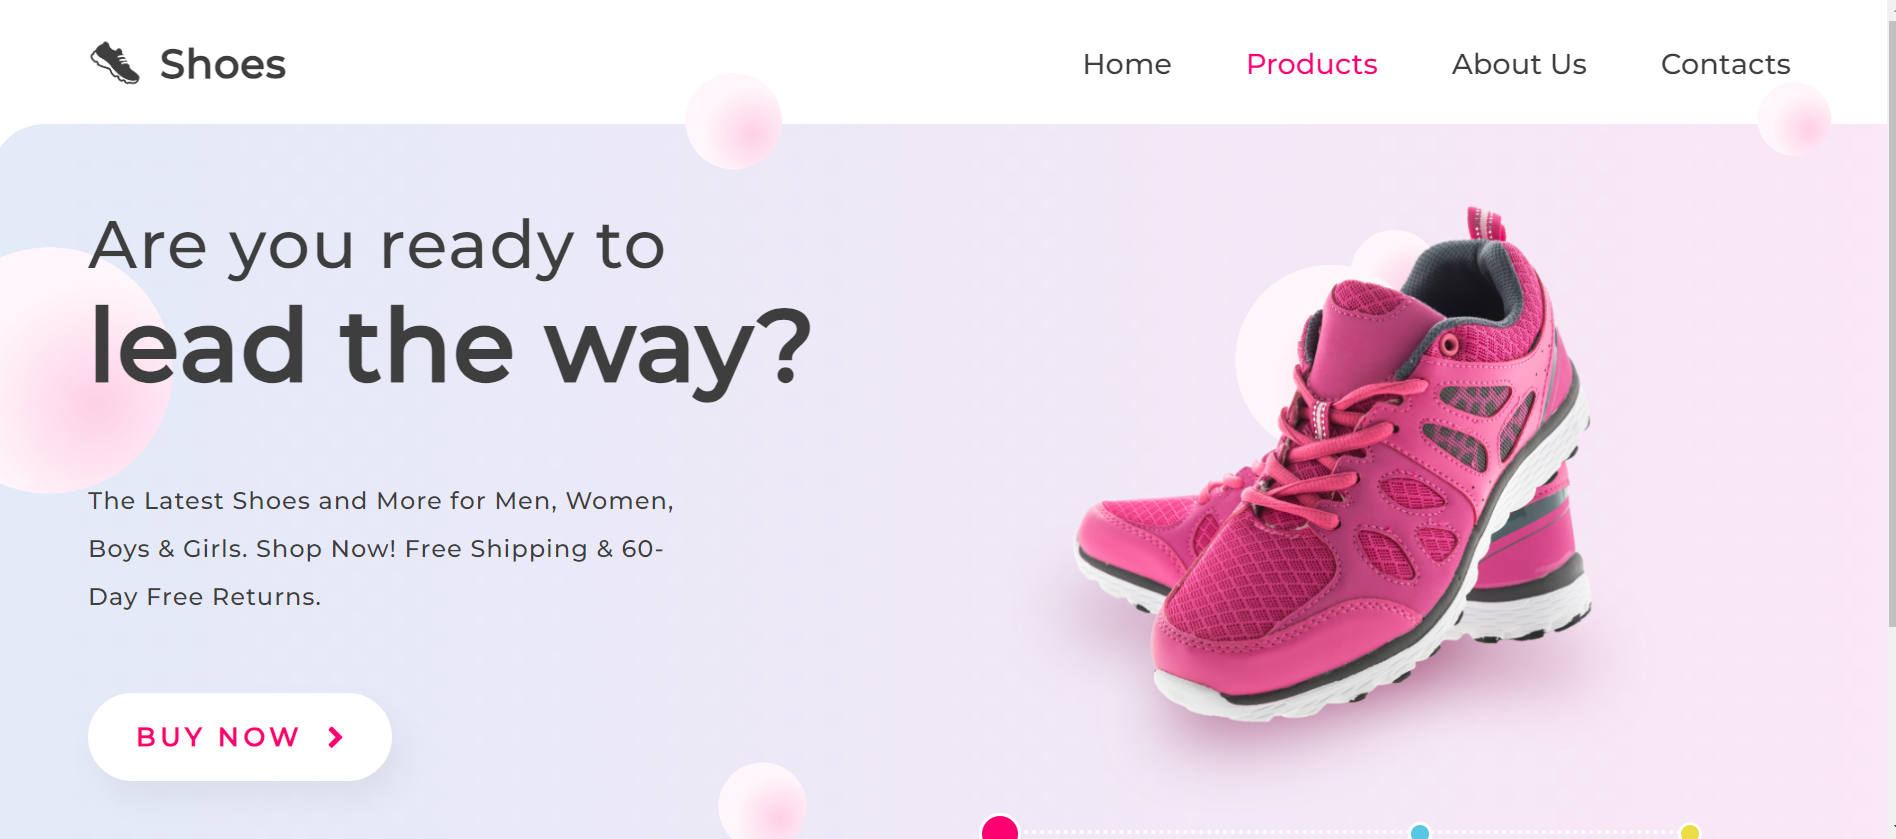 Shoes
Home
Products
About Us
Contacts
Are you ready to
lead the way?
The Latest Shoes and More for Men, Women,
Boys & Girls. Shop Now! Free Shipping & 60-
Day Free Returns.
BUY NOW